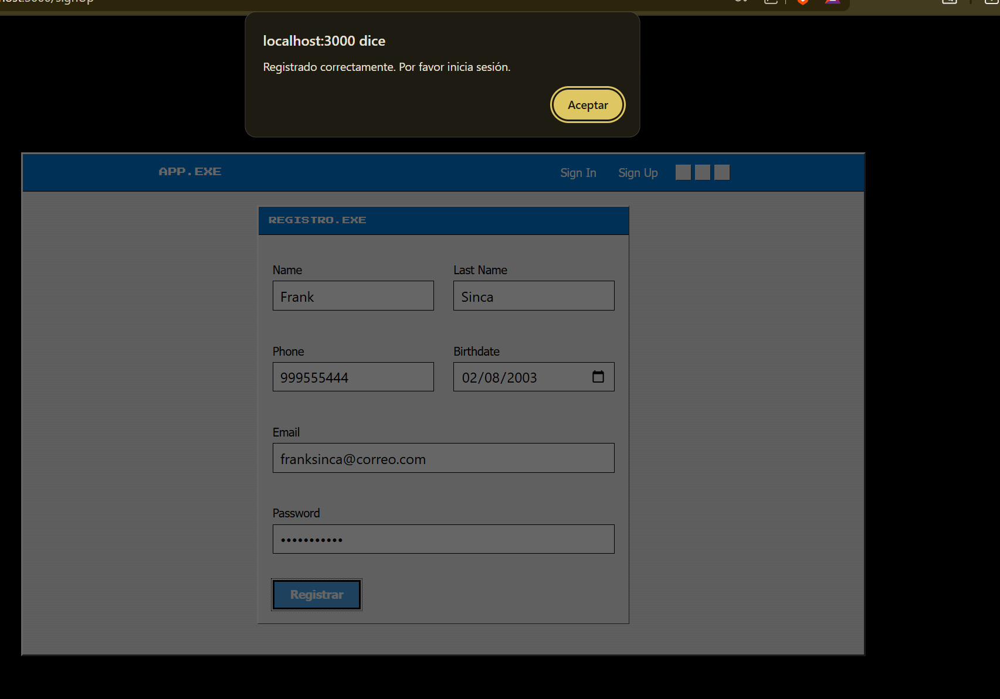 localhost:3000 dice
Registrado correctamente. Por favor inicia sesión.
Aceptar
APP.EXE
Sign In
Sign Up
REGISTRO.EXE
Name
Last Name
Frank
Sinca
Phone
Birthdate
999555444
02/08/2003
Email
franksinca@correo.com
Password
•••••••••••
Registrar